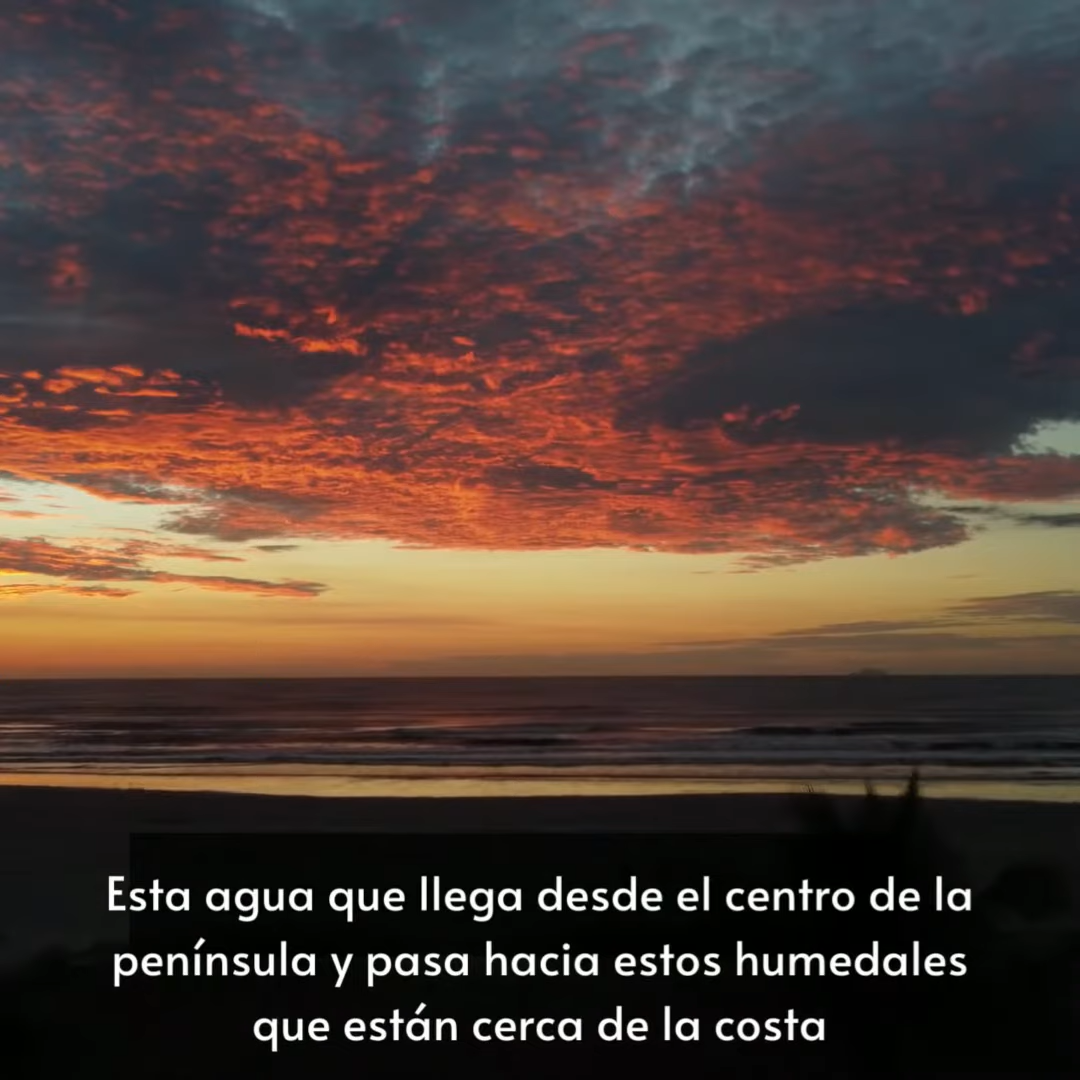 Esta agua que llega desde el centro de la
península y pasa hacia estos humedales
que están cerca de la costa